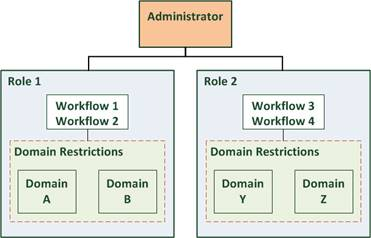 Administrator
Role 1
Workflow 1
Workflow 2
Domain Restrictions
Domain
A
Domain
B
Role 2
Workflow 3
Workflow 4
Domain Restrictions
Domain
Y
Domain
Z